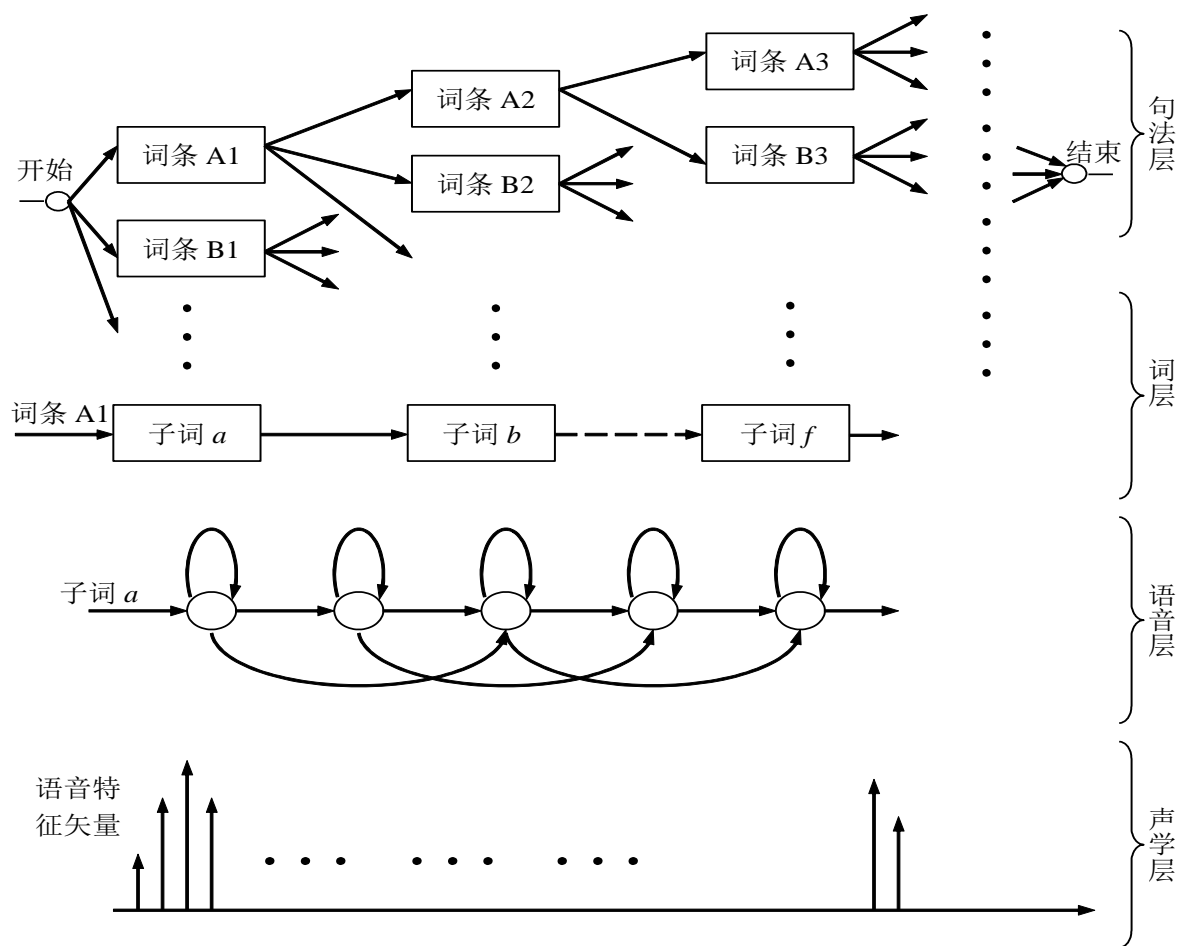 词条 A3
词条 A2
句法层
词条 A1
词条 B3
开始
词条 B2
结束
词条 B1
词层
词条 A1
子词 a
子词 b
子词 f
子词 a
语音层
语音特
征矢量
声学层